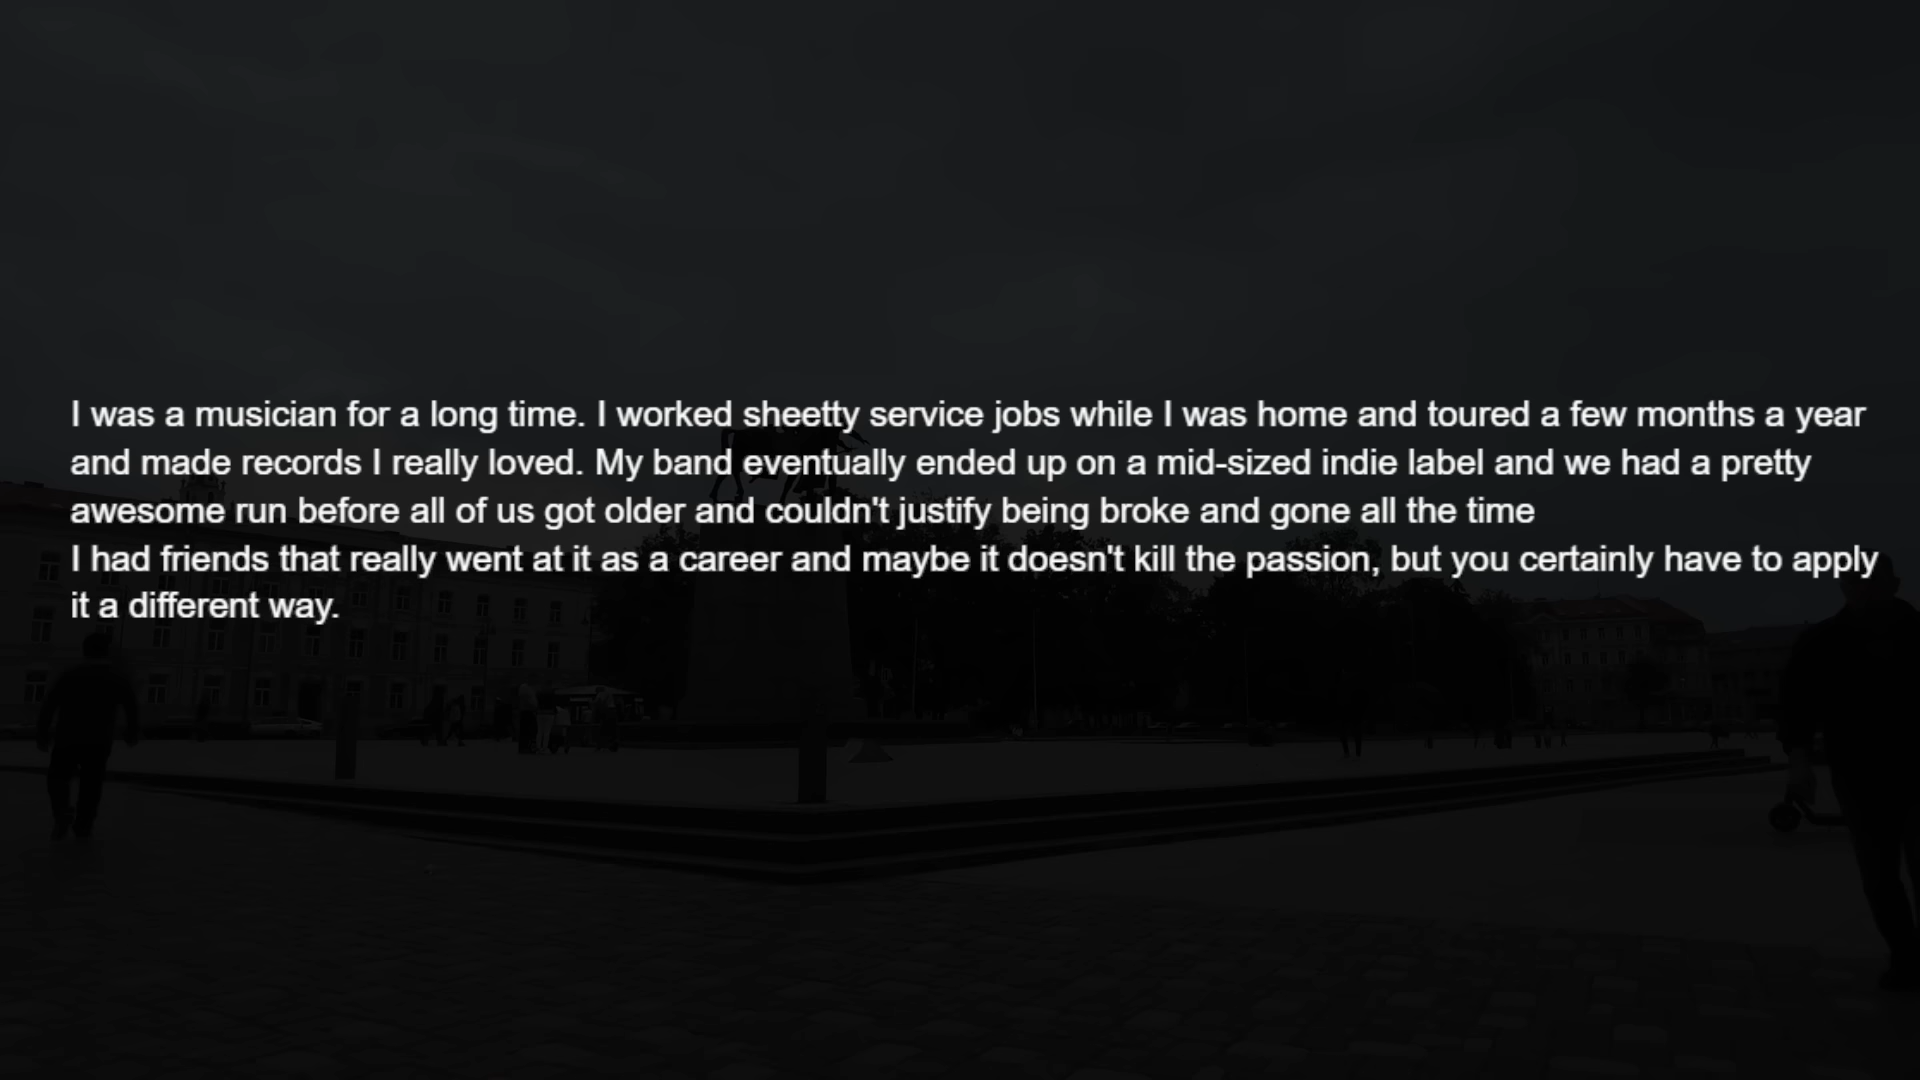 I was a musician for a long time. I worked sheetty service jobs while I was home and toured a few months a year
and made records I really loved. My band eventually ended up on a mid-sized indie label and we had a pretty
awesome run before all of us got older and couldn't justify being broke and gone all the time
I had friends that really went at it as a career and maybe it doesn't kill the passion, but you certainly have to apply
it a different way.